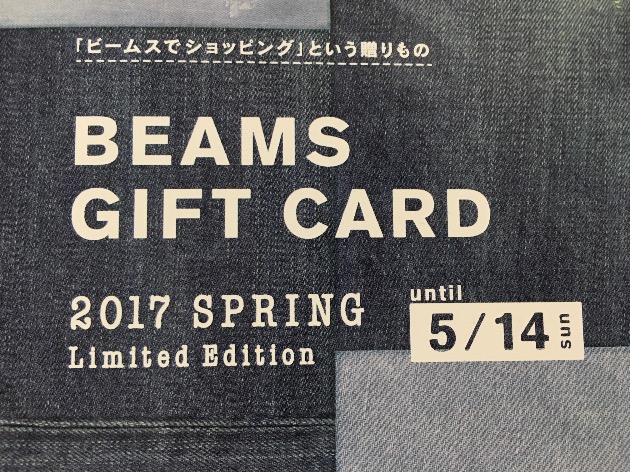 「ビームスでショッピング」という贈りもの
BEAMS
GIFT CARD
2017 SPRING
Limited Edition
until
5/14 sun